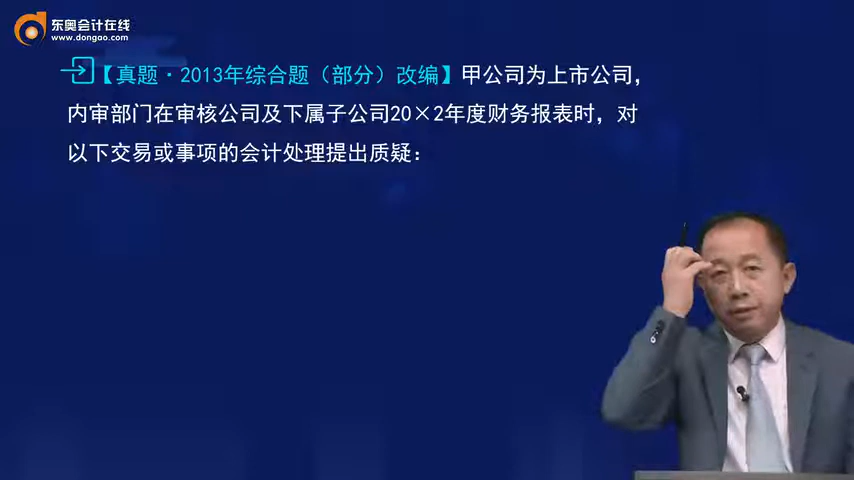 东奥会计在线
www.dongao.com
【真题·2013年综合题（部分）改编】甲公司为上市公司，
内审部门在审核公司及下属子公司20×2年度财务报表时，对
以下交易或事项的会计处理提出质疑：